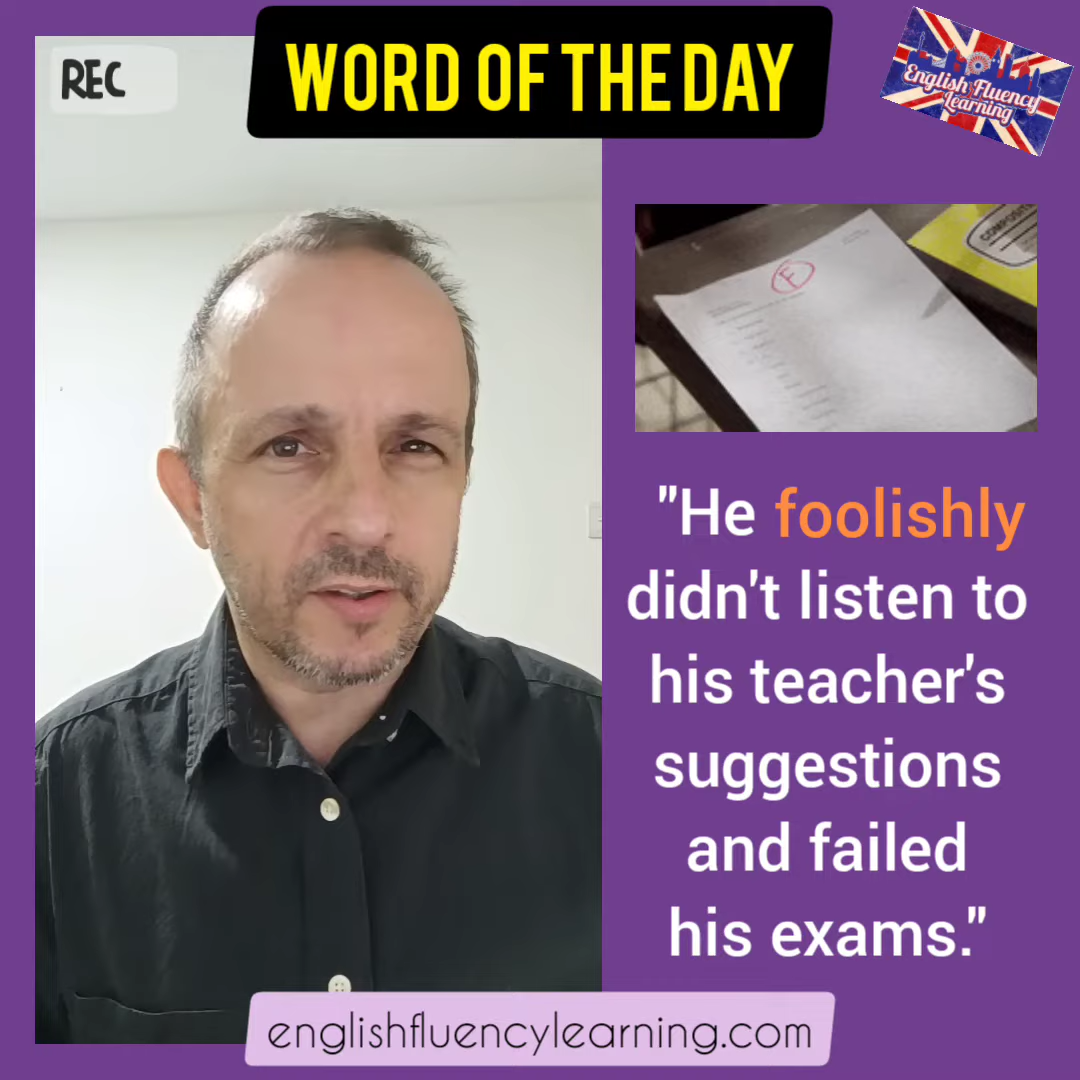 REC
WORD OF THE DAY
English Fluency
Learning
F
"He foolishly
didn't listen to
his teacher's
suggestions
and failed
his exams."
englishfluencylearning.com